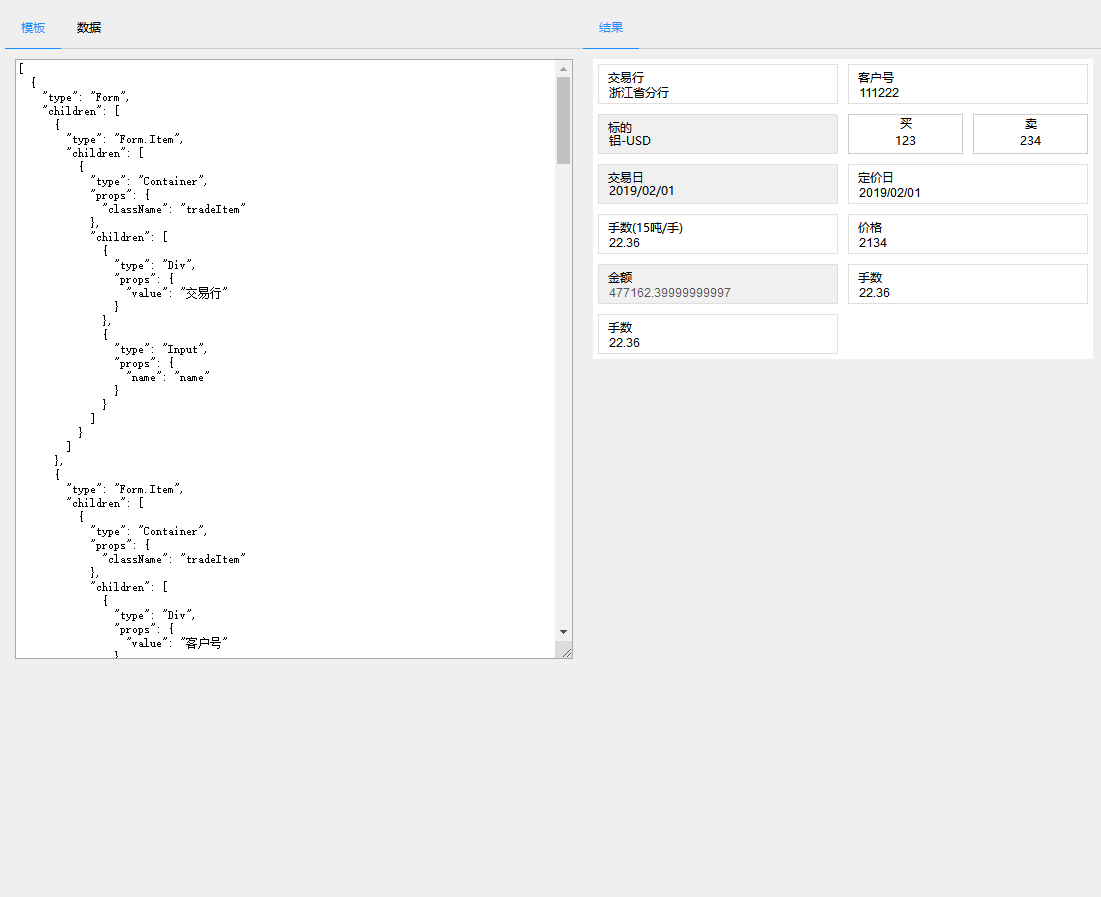 模板 数据
[
  {
    "type": "Form",
    "children": [
      {
        "type": "Form.Item",
        "children": [
          {
            "type": "Container",
            "props": {
              "className": "tradeItem"
            },
            "children": [
              {
                "type": "Div",
                "props": {
                  "value": "交易行"
                }
              },
              {
                "type": "Input",
                "props": {
                  "name": "name"
                }
              }
            ]
          }
        ]
      },
      {
        "type": "Form.Item",
        "children": [
          {
            "type": "Container",
            "props": {
              "className": "tradeItem"
            },
            "children": [
              {
                "type": "Div",
                "props": {
                  "value": "客户号"
                }
结果
交易行
浙江省分行
客户号
111222
标的
铝-USD
买
123
卖
234
交易日
2019/02/01
定价日
2019/02/01
手数(15吨/手)
22.36
价格
2134
金额
477162.39999999997
手数
22.36
手数
22.36